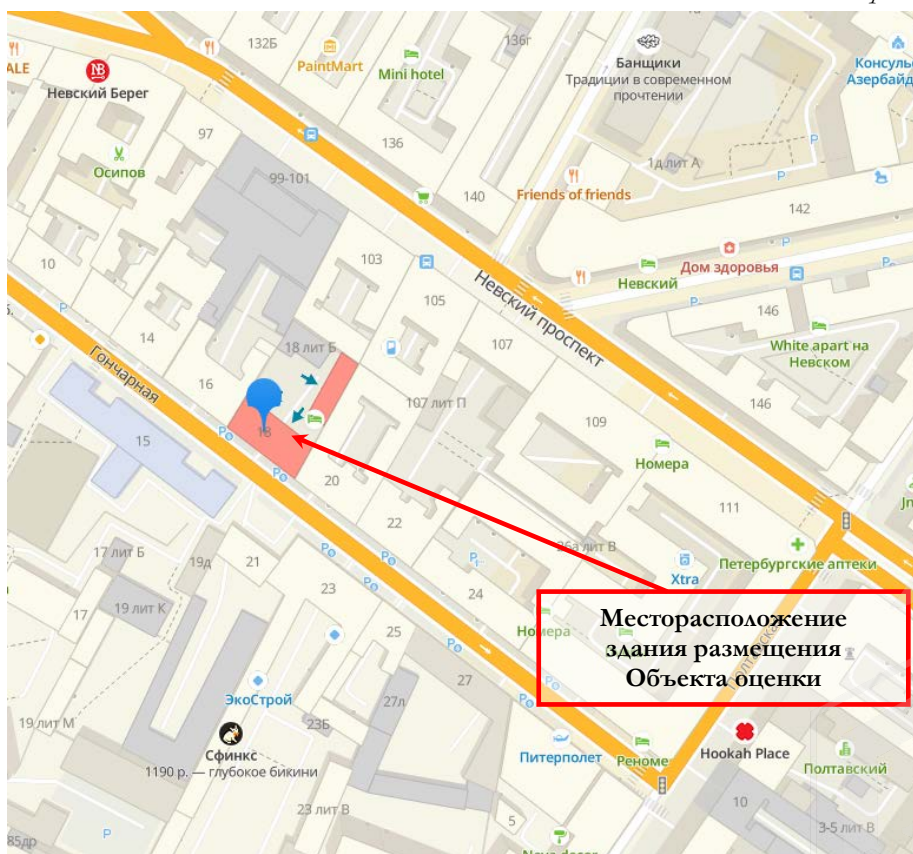 132Б
136г
1а
PaintMart
Mini hotel
Банщики
Традиции в современном
прочтении
Консуль
Азербайд
ALE
NB
Невский Берег
97
136
Осипов
99-101
1д лит А
P
Friends of friends
140
142
103
Невский
Дом здоровья
P
P
10
105
Невский проспект
146
14
18 лит Б
White apart на
Невском
Гончарная
16
107
107 лит П
146
15
18
109
Номера
20
111
22
26а лит В
Петербургские аптеки
17 лит Б
19д
21
Xtra
19 лит К
23
24
17
25
Номера
Месторасположение
здания размещения
Объекта оценки
Полтавская
27
ЭкоСтрой
27л
19 лит М
23Б
Сфинкс
1190 р. — глубокое бикини
Питерполет
Реноме
Hookah Place
Полтавский
23 лит В
10
5
3-5 лит В
85др
P